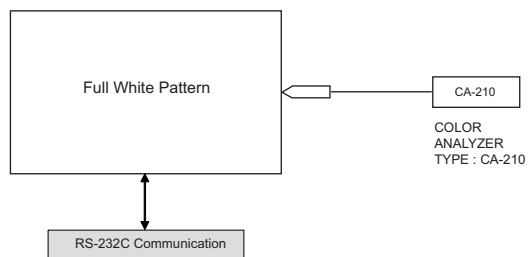 Full White Pattern
CA-210
COLOR
ANALYZER
TYPE : CA-210
RS-232C Communication